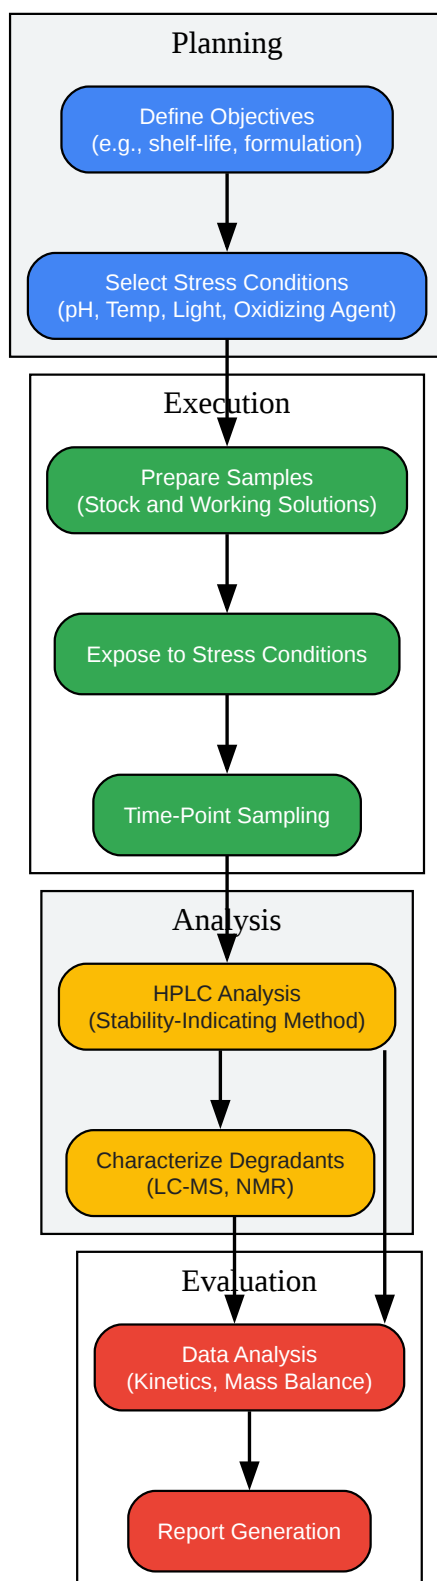 Planning
Define Objectives
(e.g., shelf-life, formulation)
Select Stress Conditions
(pH, Temp, Light, Oxidizing Agent)
Execution
Prepare Samples
(Stock and Working Solutions)
Expose to Stress Conditions
Time-Point Sampling
Analysis
HPLC Analysis
(Stability-Indicating Method)
Characterize Degradants
(LC-MS, NMR)
Evaluation
Data Analysis
(Kinetics, Mass Balance)
Report Generation